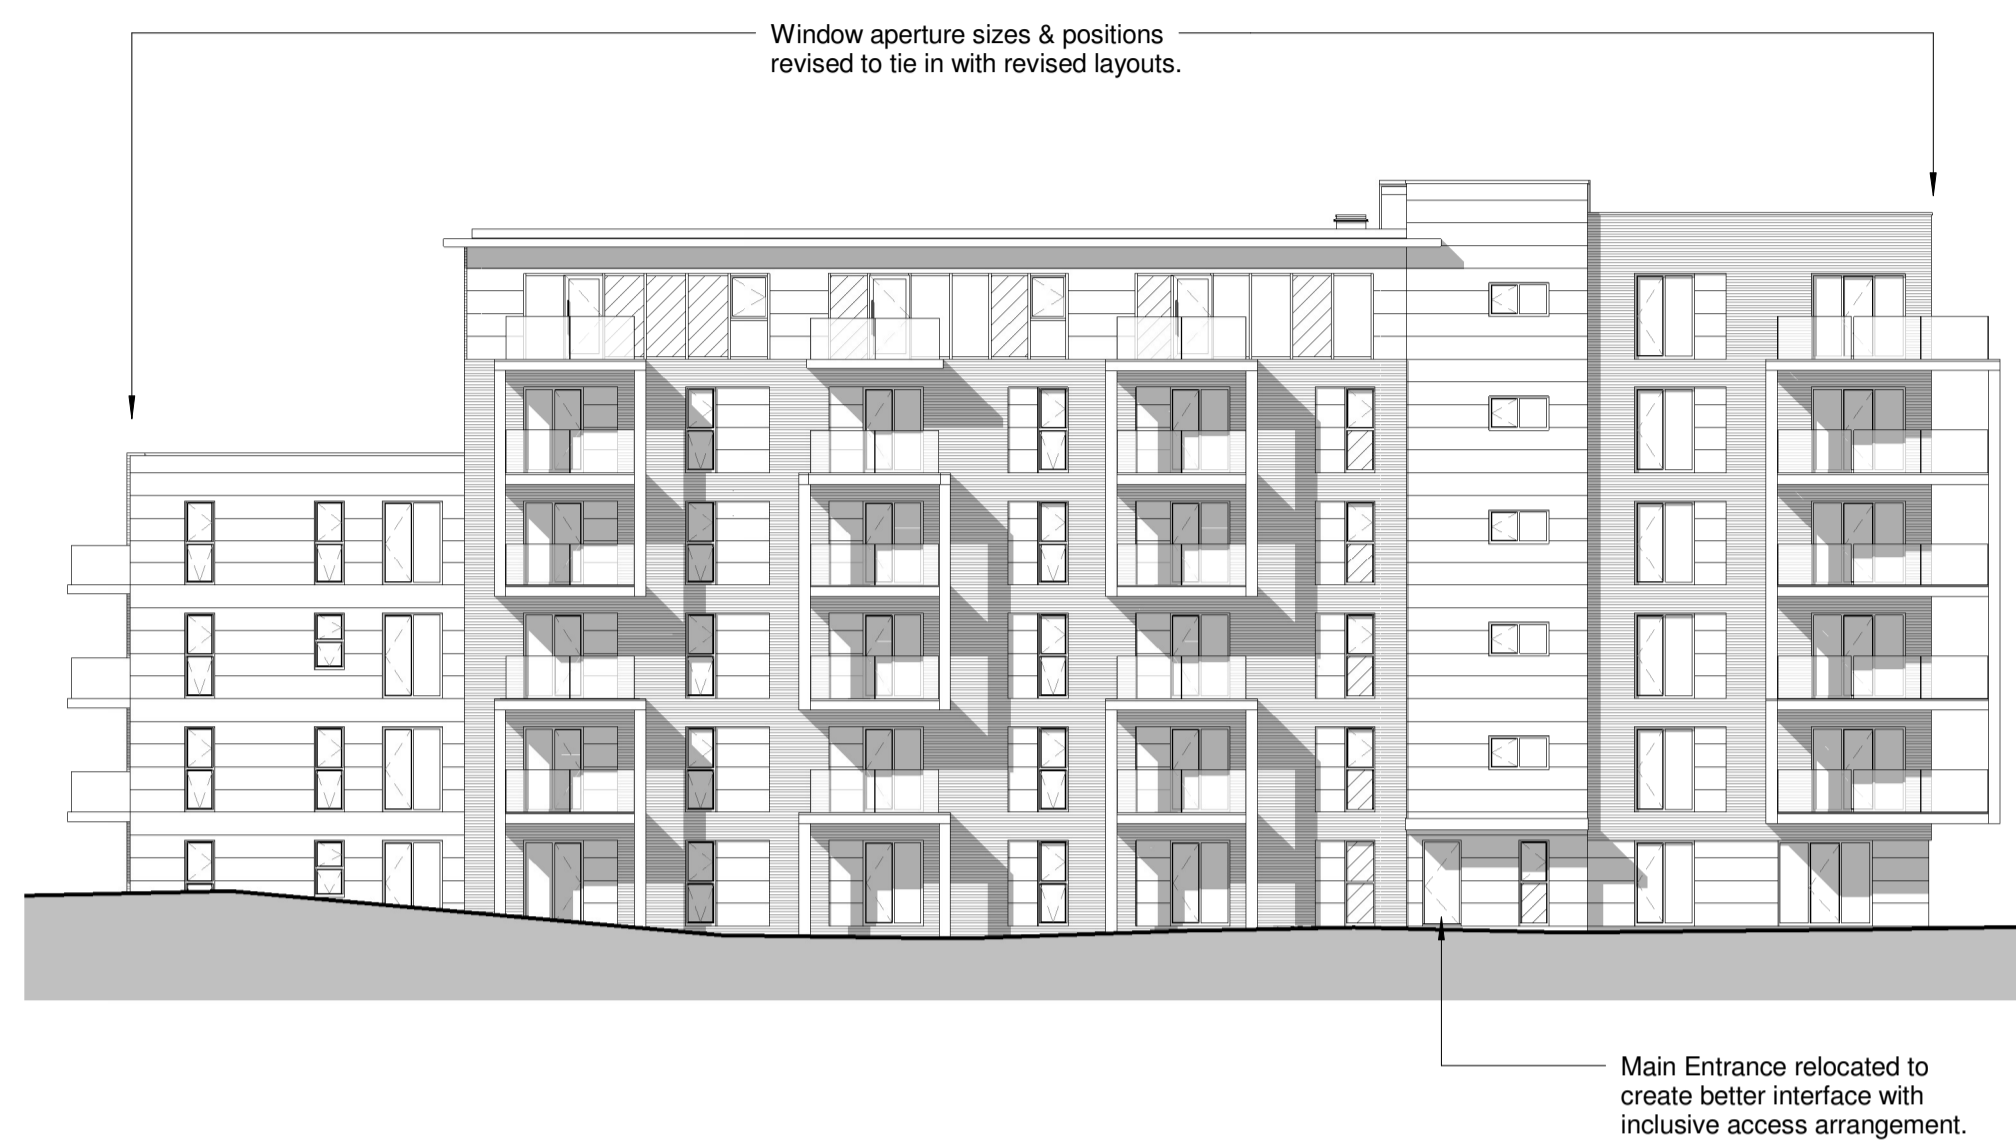 Window aperture sizes & positions
revised to tie in with revised layouts.
Main Entrance relocated to
create better interface with
inclusive access arrangement.